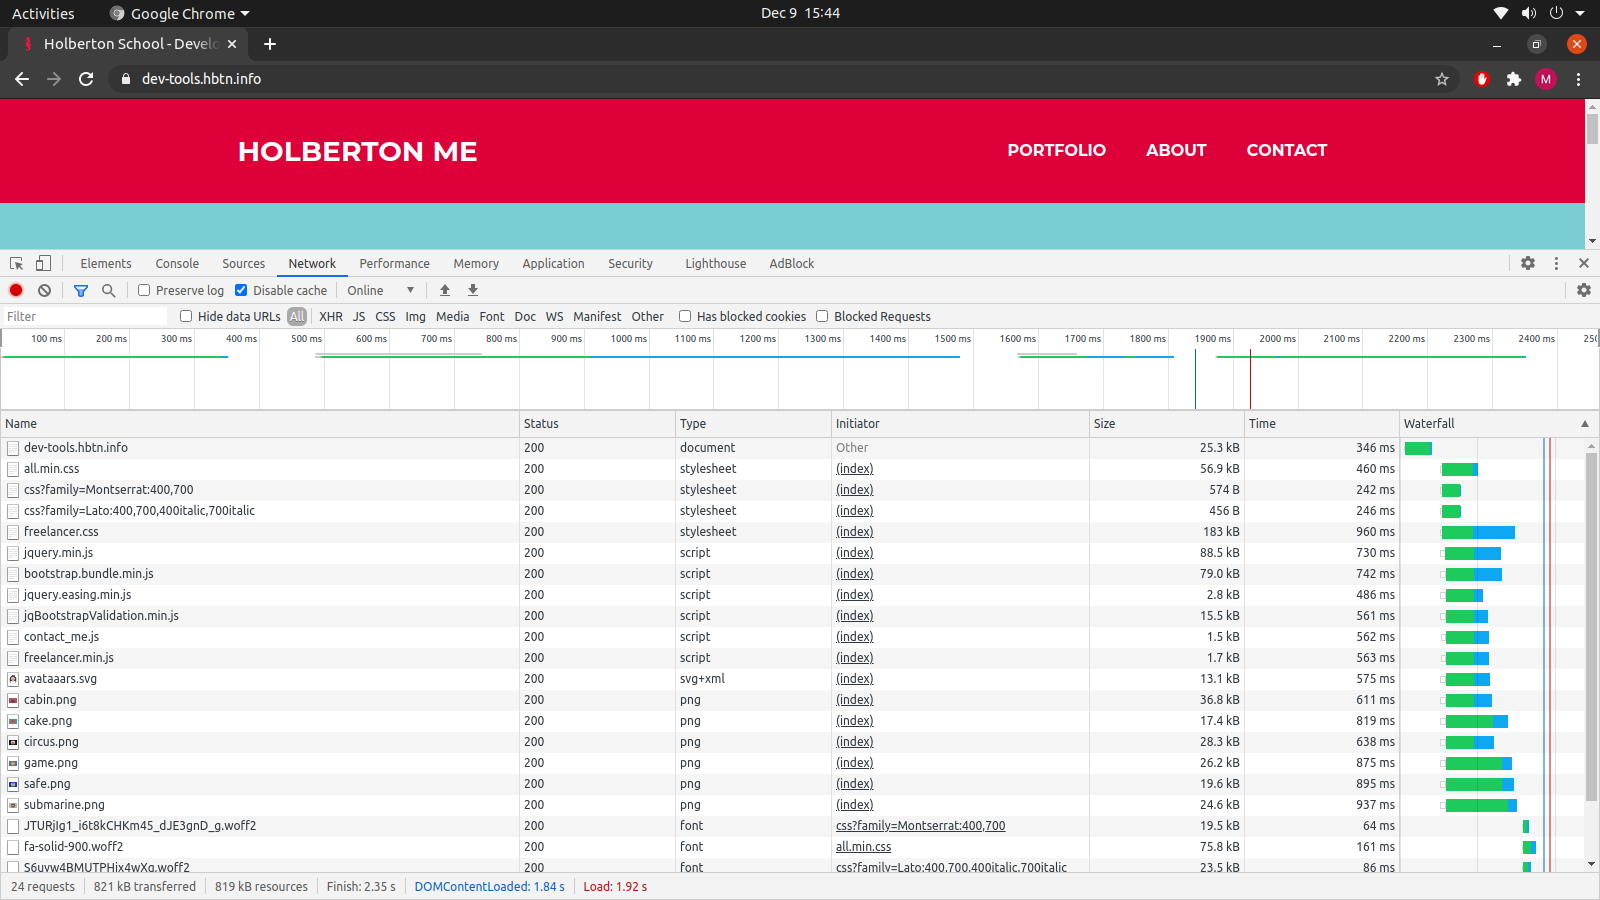 Activities Google Chrome Dec 9 15:44
Holberton School - Develo
dev-tools.hbtn.info M
HOLBERTON ME PORTFOLIO ABOUT CONTACT
Elements Console Sources Network Performance Memory Application Security Lighthouse AdBlock
Preserve log Disable cache Online
Filter Hide data URLs All XHR JS CSS Img Media Font Doc WS Manifest Other Has blocked cookies Blocked Requests
100 ms 200 ms 300 ms 400 ms 500 ms 600 ms 700 ms 800 ms 900 ms 1000 ms 1100 ms 1200 ms 1300 ms 1400 ms 1500 ms 1600 ms 1700 ms 1800 ms 1900 ms 2000 ms 2100 ms 2200 ms 2300 ms 2400 ms 250
Name Status Type Initiator Size Time Waterfall
dev-tools.hbtn.info 200 document Other 25.3 kB 346 ms
all.min.css 200 stylesheet (index) 56.9 kB 460 ms
css?family=Montserrat:400,700 200 stylesheet (index) 574 B 242 ms
css?family=Lato:400,700,400italic,700italic 200 stylesheet (index) 456 B 246 ms
freelancer.css 200 stylesheet (index) 183 kB 960 ms
jquery.min.js 200 script (index) 88.5 kB 730 ms
bootstrap.bundle.min.js 200 script (index) 79.0 kB 742 ms
jquery.easing.min.js 200 script (index) 2.8 kB 486 ms
jqBootstrapValidation.min.js 200 script (index) 15.5 kB 561 ms
contact_me.js 200 script (index) 1.5 kB 562 ms
freelancer.min.js 200 script (index) 1.7 kB 563 ms
avataaars.svg 200 svg+xml (index) 13.1 kB 575 ms
cabin.png 200 png (index) 36.8 kB 611 ms
cake.png 200 png (index) 17.4 kB 819 ms
circus.png 200 png (index) 28.3 kB 638 ms
game.png 200 png (index) 26.2 kB 875 ms
safe.png 200 png (index) 19.6 kB 895 ms
submarine.png 200 png (index) 24.6 kB 937 ms
JTURjIg1_i6t8kCHKm45_dJE3gnD_g.woff2 200 font css?family=Montserrat:400,700 19.5 kB 64 ms
fa-solid-900.woff2 200 font all.min.css 75.8 kB 161 ms
S6uyw4BMUTPHjx4wXg.woff2 200 font css?family=Lato:400,700,400italic,700italic 23.5 kB 86 ms
24 requests 821 kB transferred 819 kB resources Finish: 2.35 s DOMContentLoaded: 1.84 s Load: 1.92 s